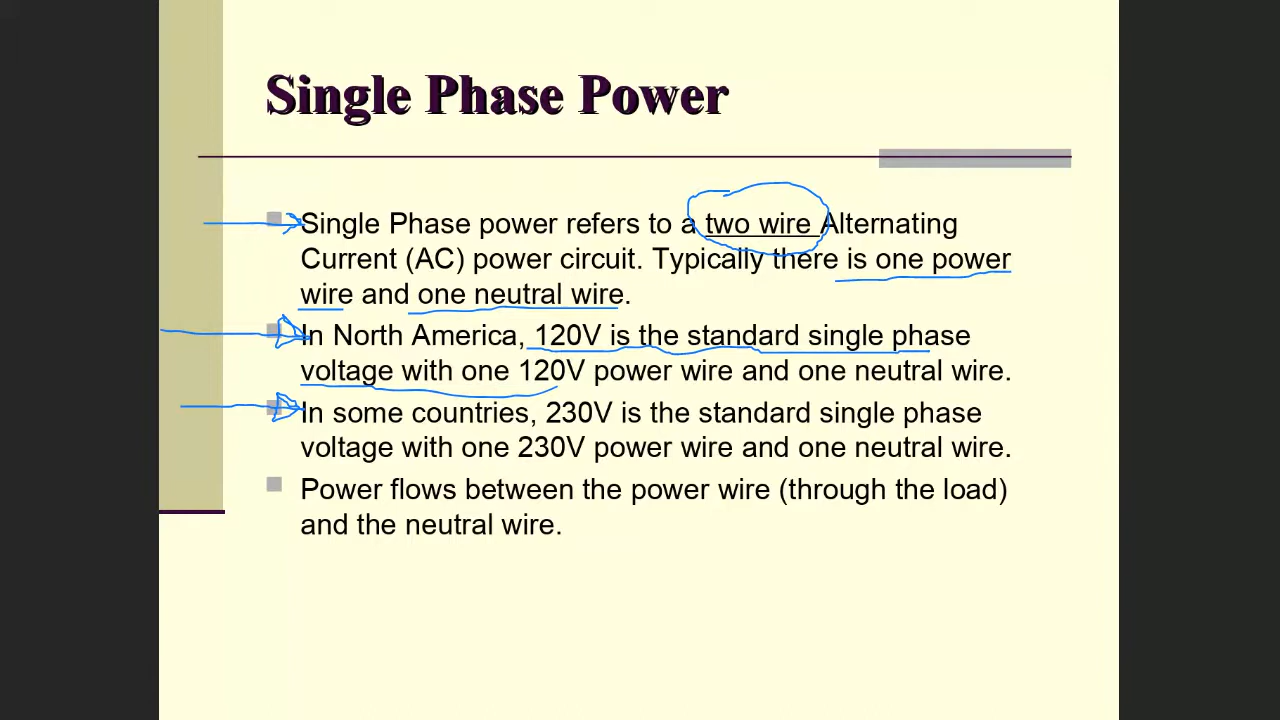 Single Phase Power
Single Phase power refers to a two wire Alternating
Current (AC) power circuit. Typically there is one power
wire and one neutral wire.
In North America, 120V is the standard single phase
voltage with one 120V power wire and one neutral wire.
In some countries, 230V is the standard single phase
voltage with one 230V power wire and one neutral wire.
Power flows between the power wire (through the load)
and the neutral wire.